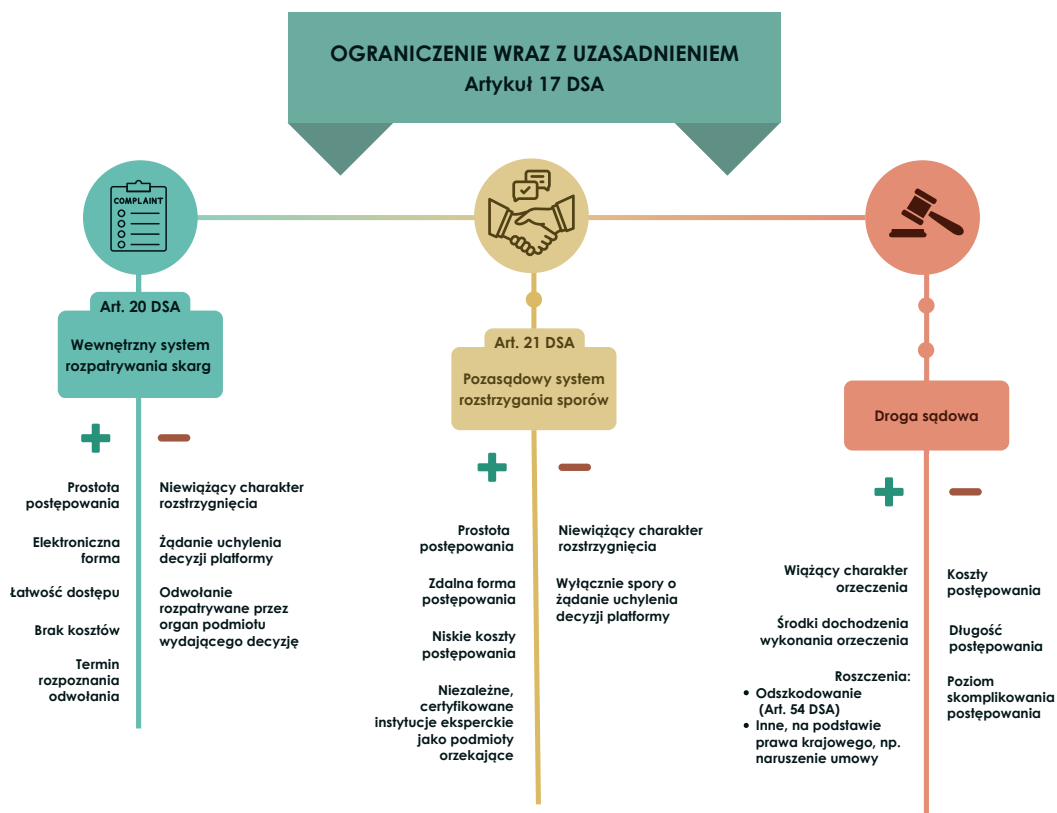 OGRANICZENIE WRAZ Z UZASADNIENIEM
Artykuł 17 DSA
COMPLAINT
Art. 20 DSA
Wewnętrzny system
rozpatrywania skarg
Prostota
postępowania
Elektroniczna
forma
Łatwość dostępu
Brak kosztów
Termin
rozpoznania
odwołania
Niewiążący charakter
rozstrzygnięcia
Żądanie uchylenia
decyzji platformy
Odwołanie
rozpatrywane przez
organ podmiotu
wydającego decyzję
Art. 21 DSA
Pozasądowy system
rozstrzygania sporów
Prostota
postępowania
Zdalna forma
postępowania
Niskie koszty
postępowania
Niezależne,
certyfikowane
instytucje eksperckie
jako podmioty
orzekające
Niewiążący charakter
rozstrzygnięcia
Wyłącznie spory o
żądanie uchylenia
decyzji platformy
Droga sądowa
Wiążący charakter
orzeczenia
Środki dochodzenia
wykonania orzeczenia
Roszczenia:
• Odszkodowanie
(Art. 54 DSA)
• Inne, na podstawie
prawa krajowego, np.
naruszenie umowy
Koszty
postępowania
Długość
postępowania
Poziom
skomplikowania
postępowania